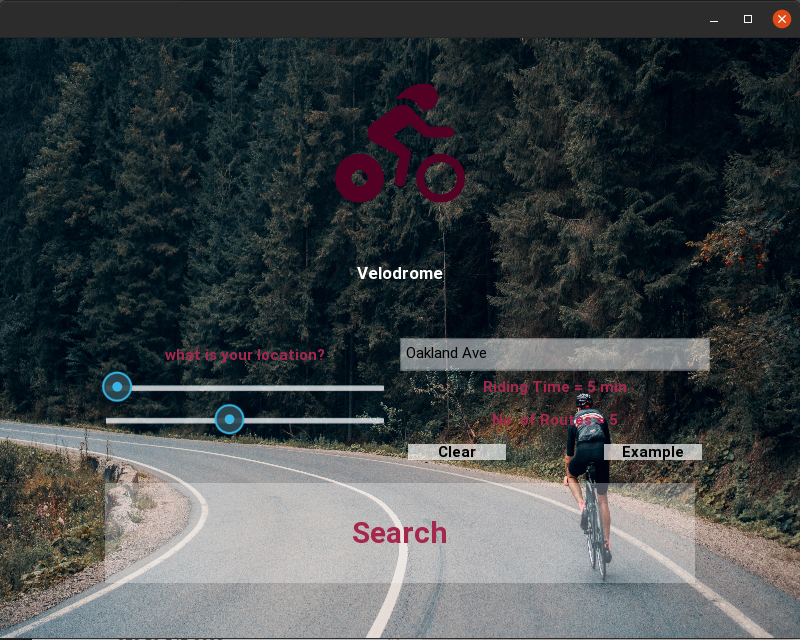 Velodrome
what is your location?
Oakland Ave
Riding Time = 5 min
No. of Routes = 5
Clear
Example
Search